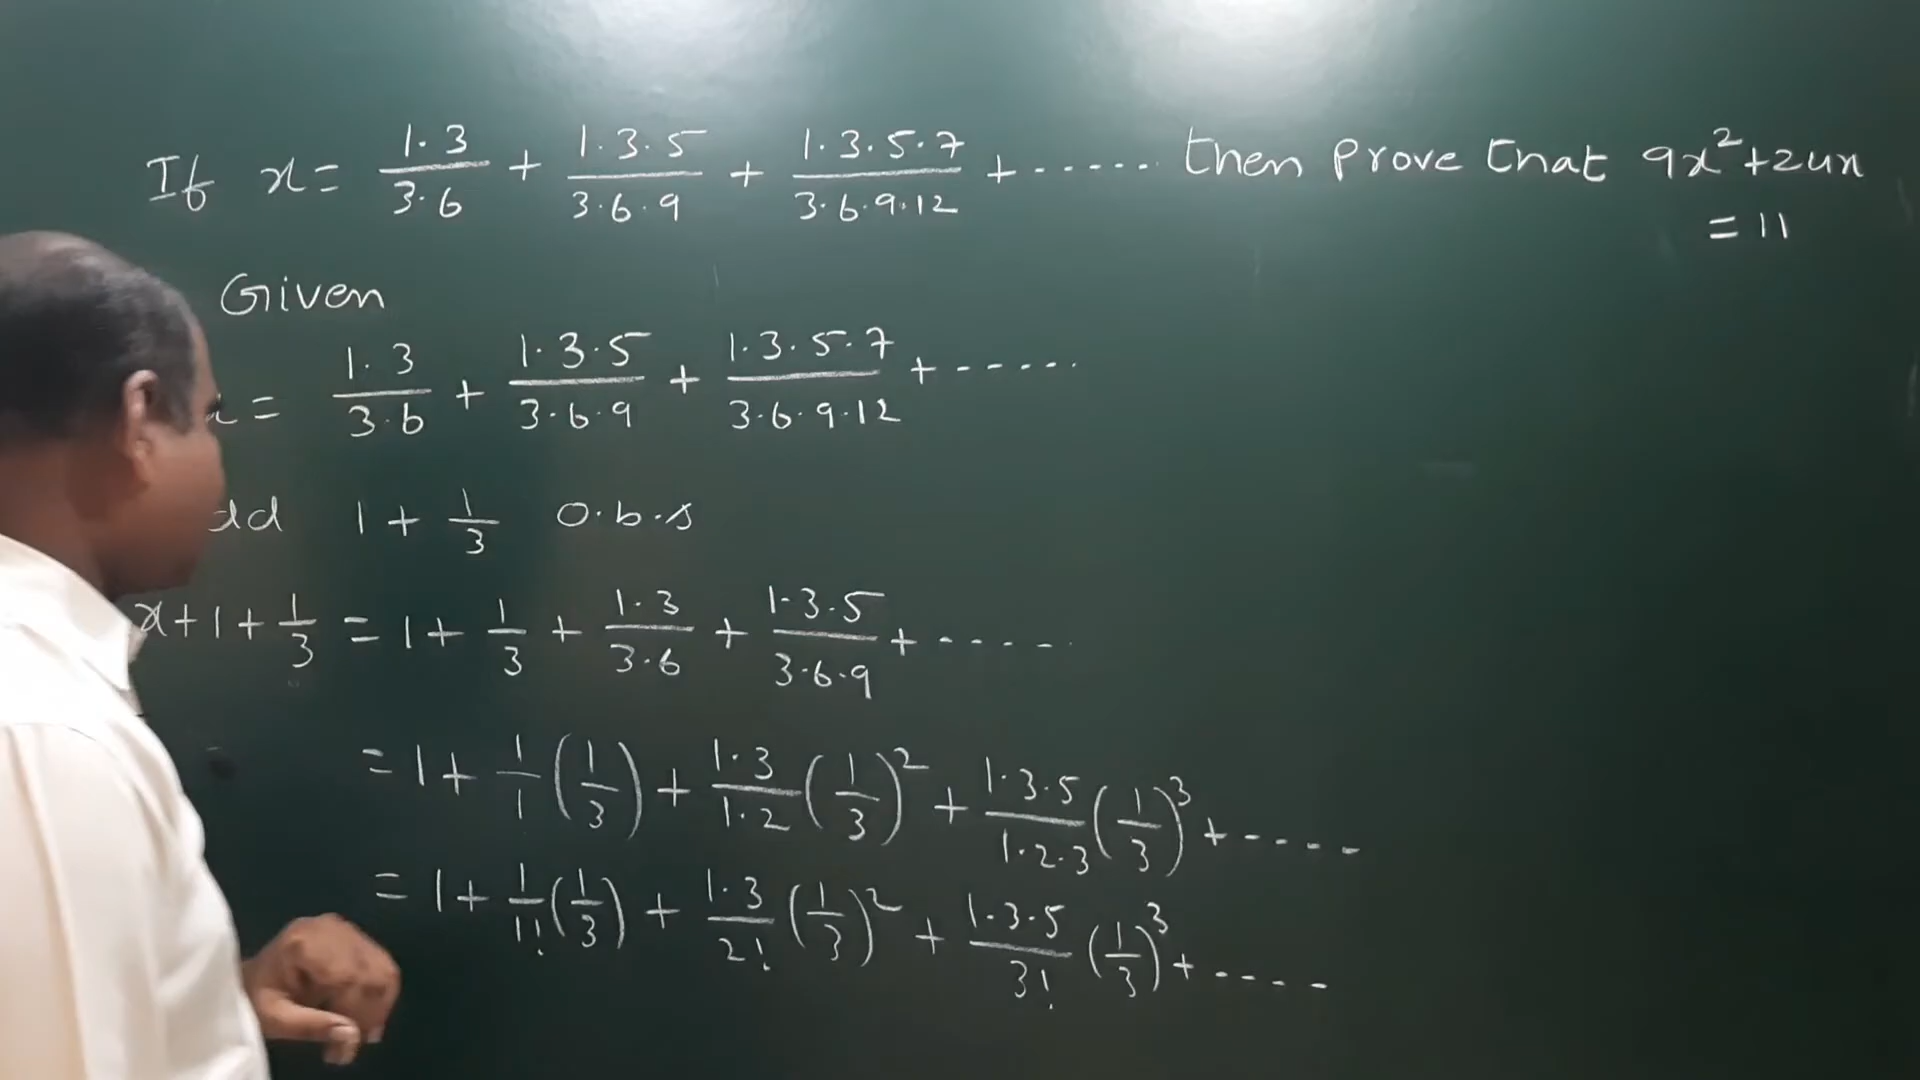 If x = 1·3/3·6 + 1·3·5/3·6·9 + 1·3·5·7/3·6·9·12 + ······ then prove that 9x²+24x
= 11
Given
= 1·3/3·6 + 1·3·5/3·6·9 + 1·3·5·7/3·6·9·12 + ------
dd 1 + 1/3 o.b.s
x+1+1/3 = 1 + 1/3 + 1·3/3·6 + 1·3·5/3·6·9 + ------
= 1 + 1/1 (1/3) + 1·3/1·2 (1/3)² + 1·3·5/1·2·3 (1/3)³ + -----
= 1 + 1/1! (1/3) + 1·3/2! (1/3)² + 1·3·5/3! (1/3)³ + ----